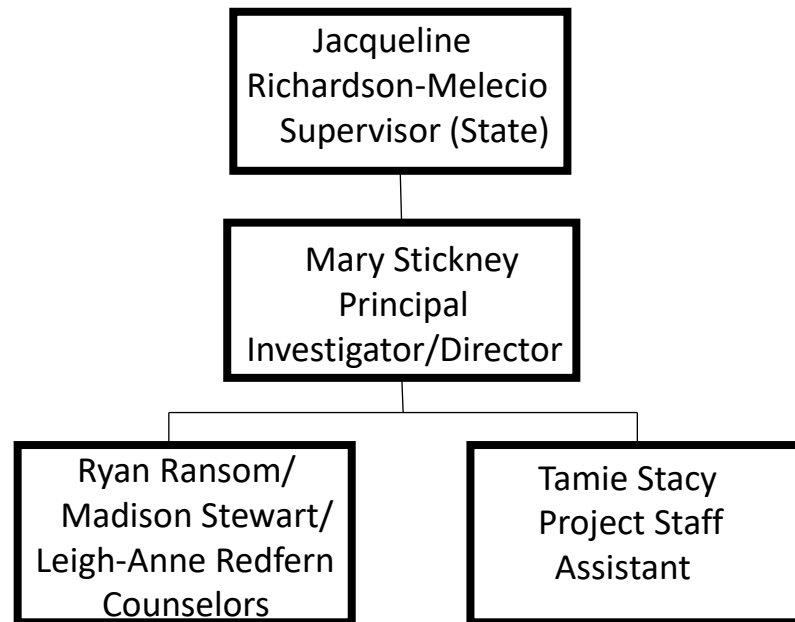 Jacqueline
Richardson-Melecio
Supervisor (State)
Mary Stickney
Principal
Investigator/Director
Ryan Ransom/
Madison Stewart/
Leigh-Anne Redfern
Counselors
Tamie Stacy
Project Staff
Assistant